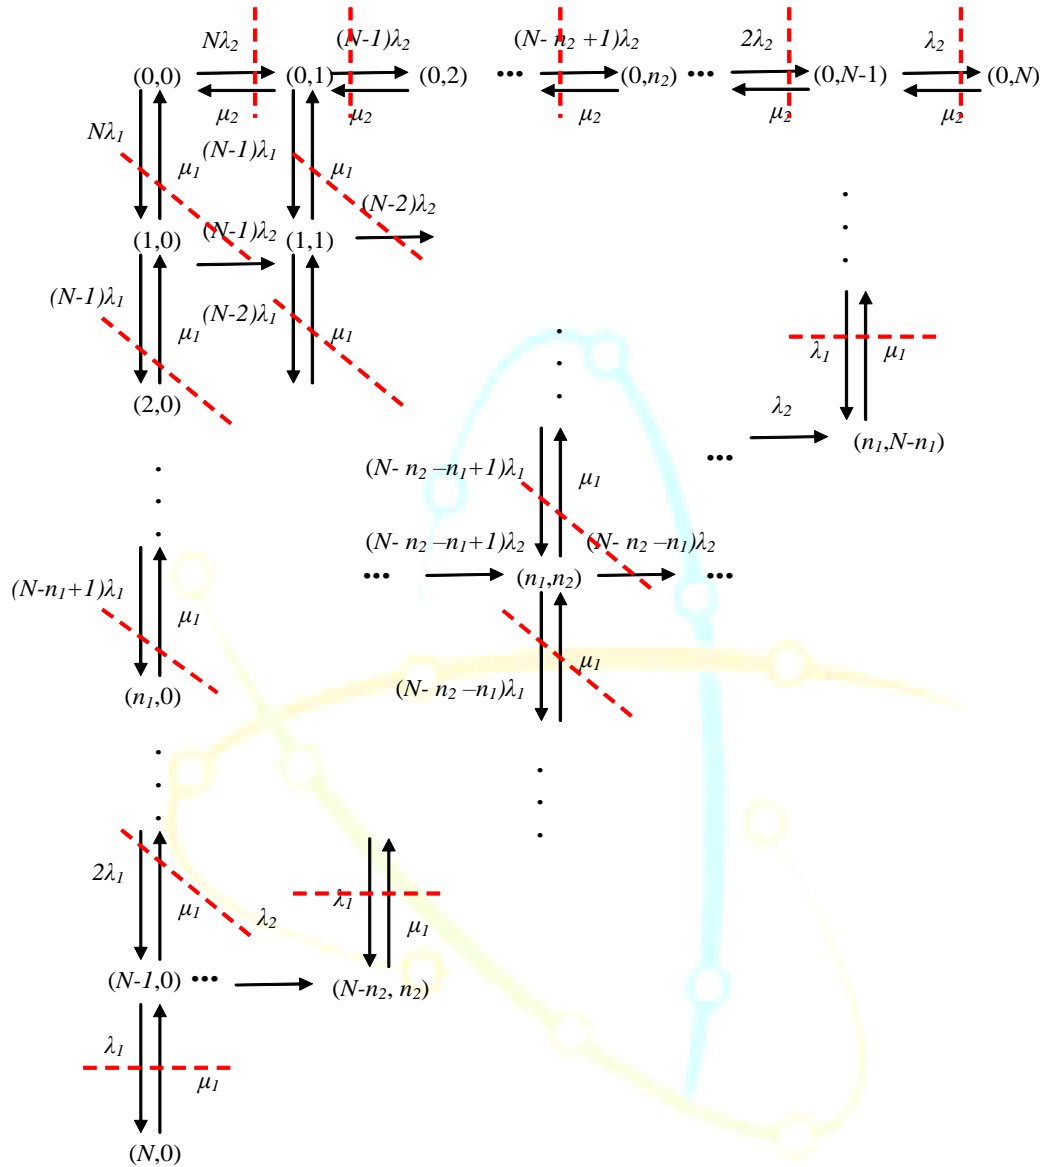 Nλ₂ (N-1)λ₂ (N- n₂ +1)λ₂ 2λ₂ λ₂
(0,0) (0,1) (0,2) ••• (0,n₂) ••• (0,N-1) (0,N)
μ₂ μ₂ μ₂ μ₂ μ₂
Nλ₁ μ₁ (N-1)λ₁ μ₁
(N-2)λ₂
(N-1)λ₂
(1,0) (1,1)
(N-1)λ₁ μ₁ (N-2)λ₁ μ₁
λ₁ μ₁
(2,0)
λ₂
(n₁,N-n₁)
•••
(N- n₂ –n₁+1)λ₁ μ₁
(N- n₂ –n₁+1)λ₂ (N- n₂ –n₁)λ₂
••• (n₁,n₂) •••
(N-n₁+1)λ₁ μ₁
μ₁
(N- n₂ –n₁)λ₁
(n₁,0)
2λ₁ μ₁ λ₂
λ₁ μ₁
(N-1,0) ••• (N-n₂, n₂)
λ₁ μ₁
(N,0)